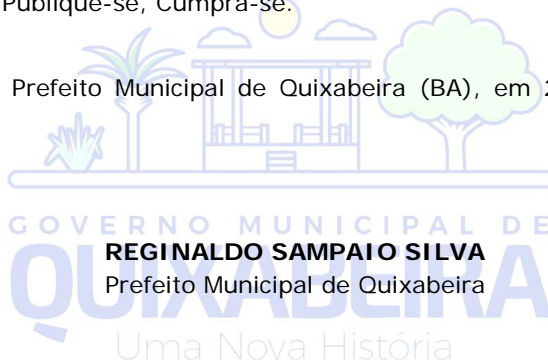 Publique-se, Cumpra-se.
Prefeito Municipal de Quixabeira (BA), em 2
GOVERNO MUNICIPAL DE
QUIXABEIRA
REGINALDO SAMPAIO SILVA
Prefeito Municipal de Quixabeira
Uma Nova História